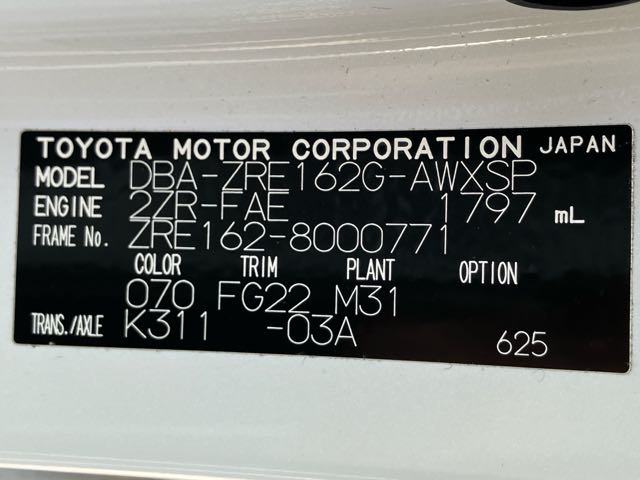 TOYOTA MOTOR CORPORATION JAPAN
MODEL DBA-ZRE162G-AWXSP
ENGINE 2ZR-FAE 1797 mL
FRAME No. ZRE162-8000771
COLOR TRIM PLANT OPTION
070 FG22 M31
TRANS./AXLE K311 -03A
625